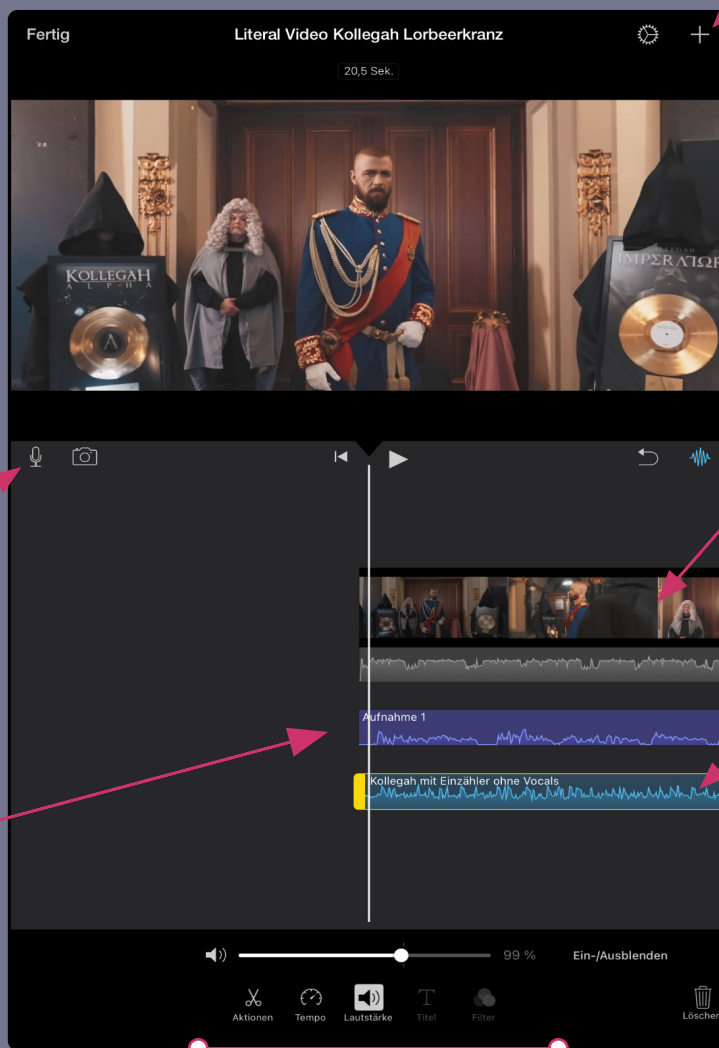 Fertig
Literal Video Kollegah Lorbeerkranz
20,5 Sek.
KOLLEGAH
ALPHA
KOLLEGAH
IMPERATOR
Aufnahme 1
Kollegah mit Einzähler ohne Vocals
99 %
Ein-/Ausblenden
Aktionen
Tempo
Lautstärke
Titel
Filter
Löschen